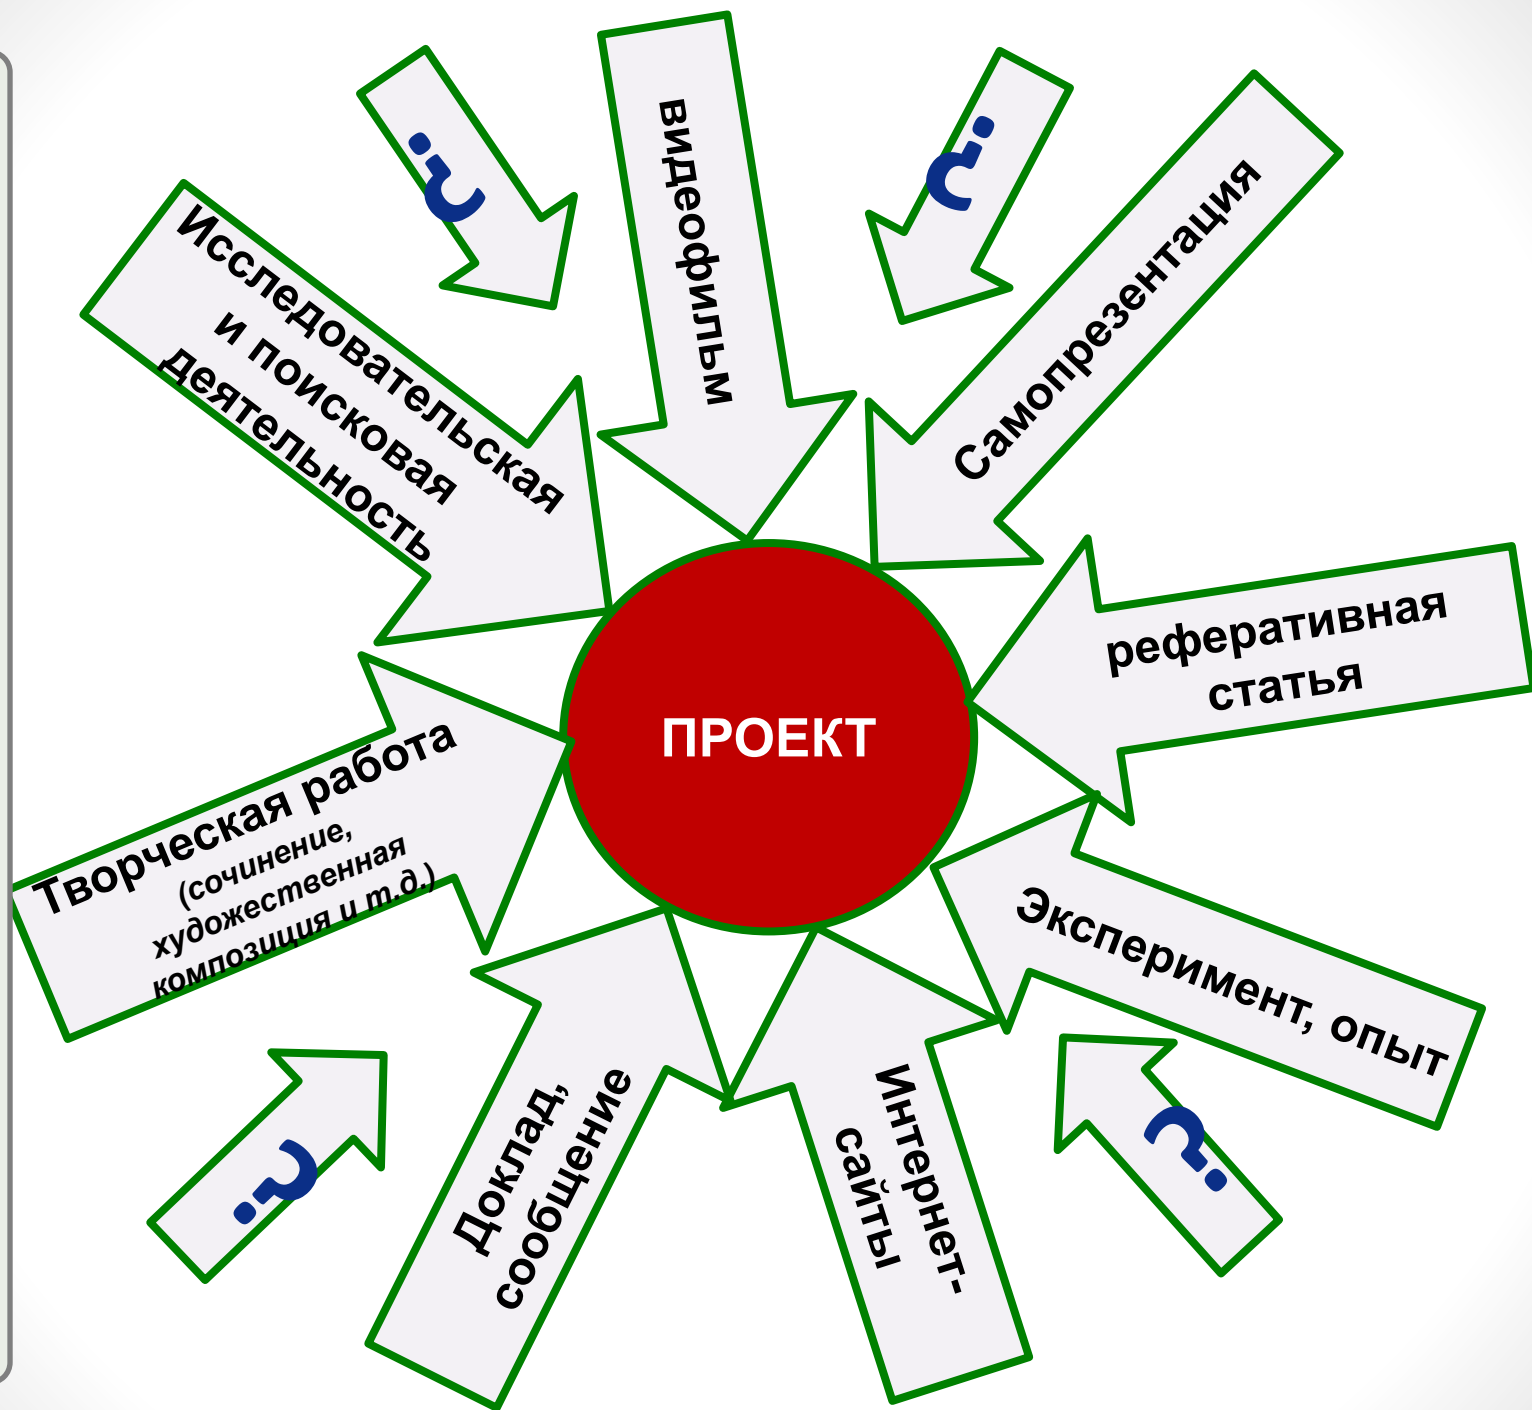 ?
видеофильм
?
Самопрезентация
Исследовательская
и поисковая
деятельность
реферативная
статья
ПРОЕКТ
Творческая работа
(сочинение,
художественная
композиция и т.д.)
Эксперимент, опыт
?
Доклад,
сообщение
Интернет-
сайты
?